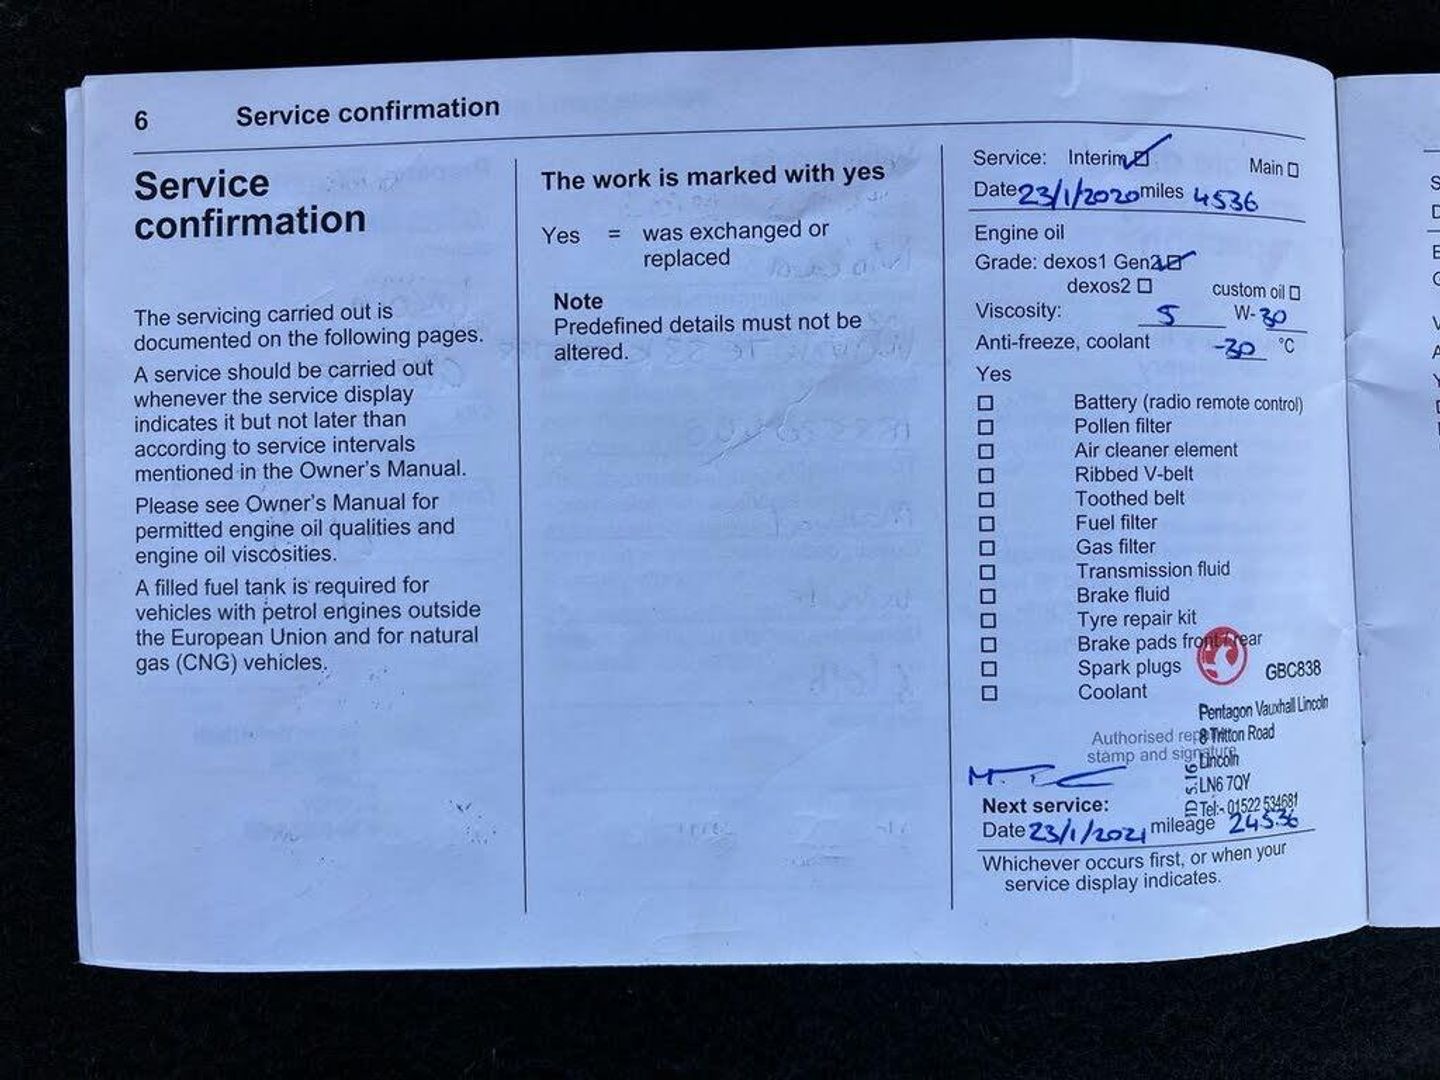 6 Service confirmation
Service
confirmation
The servicing carried out is
documented on the following pages.
A service should be carried out
whenever the service display
indicates it but not later than
according to service intervals
mentioned in the Owner's Manual.
Please see Owner's Manual for
permitted engine oil qualities and
engine oil viscosities.
A filled fuel tank is required for
vehicles with petrol engines outside
the European Union and for natural
gas (CNG) vehicles.
The work is marked with yes
Yes = was exchanged or
replaced
Note
Predefined details must not be
altered.
Service: Interim Main
Date 23/1/2020 miles 4536
Engine oil
Grade: dexos1 Gen2
dexos2 custom oil
Viscosity: 5 W-30
Anti-freeze, coolant -30 °C
Yes
Battery (radio remote control)
Pollen filter
Air cleaner element
Ribbed V-belt
Toothed belt
Fuel filter
Gas filter
Transmission fluid
Brake fluid
Tyre repair kit
Brake pads front / rear
Spark plugs
Coolant
GBC838
Pentagon Vauxhall Lincoln
8 Tritton Road
Lincoln
LN6 7QY
Tel:- 01522 534681
Authorised
stamp and signature
Next service:
Date 23/1/2021 mileage 24536
Whichever occurs first, or when your
service display indicates.